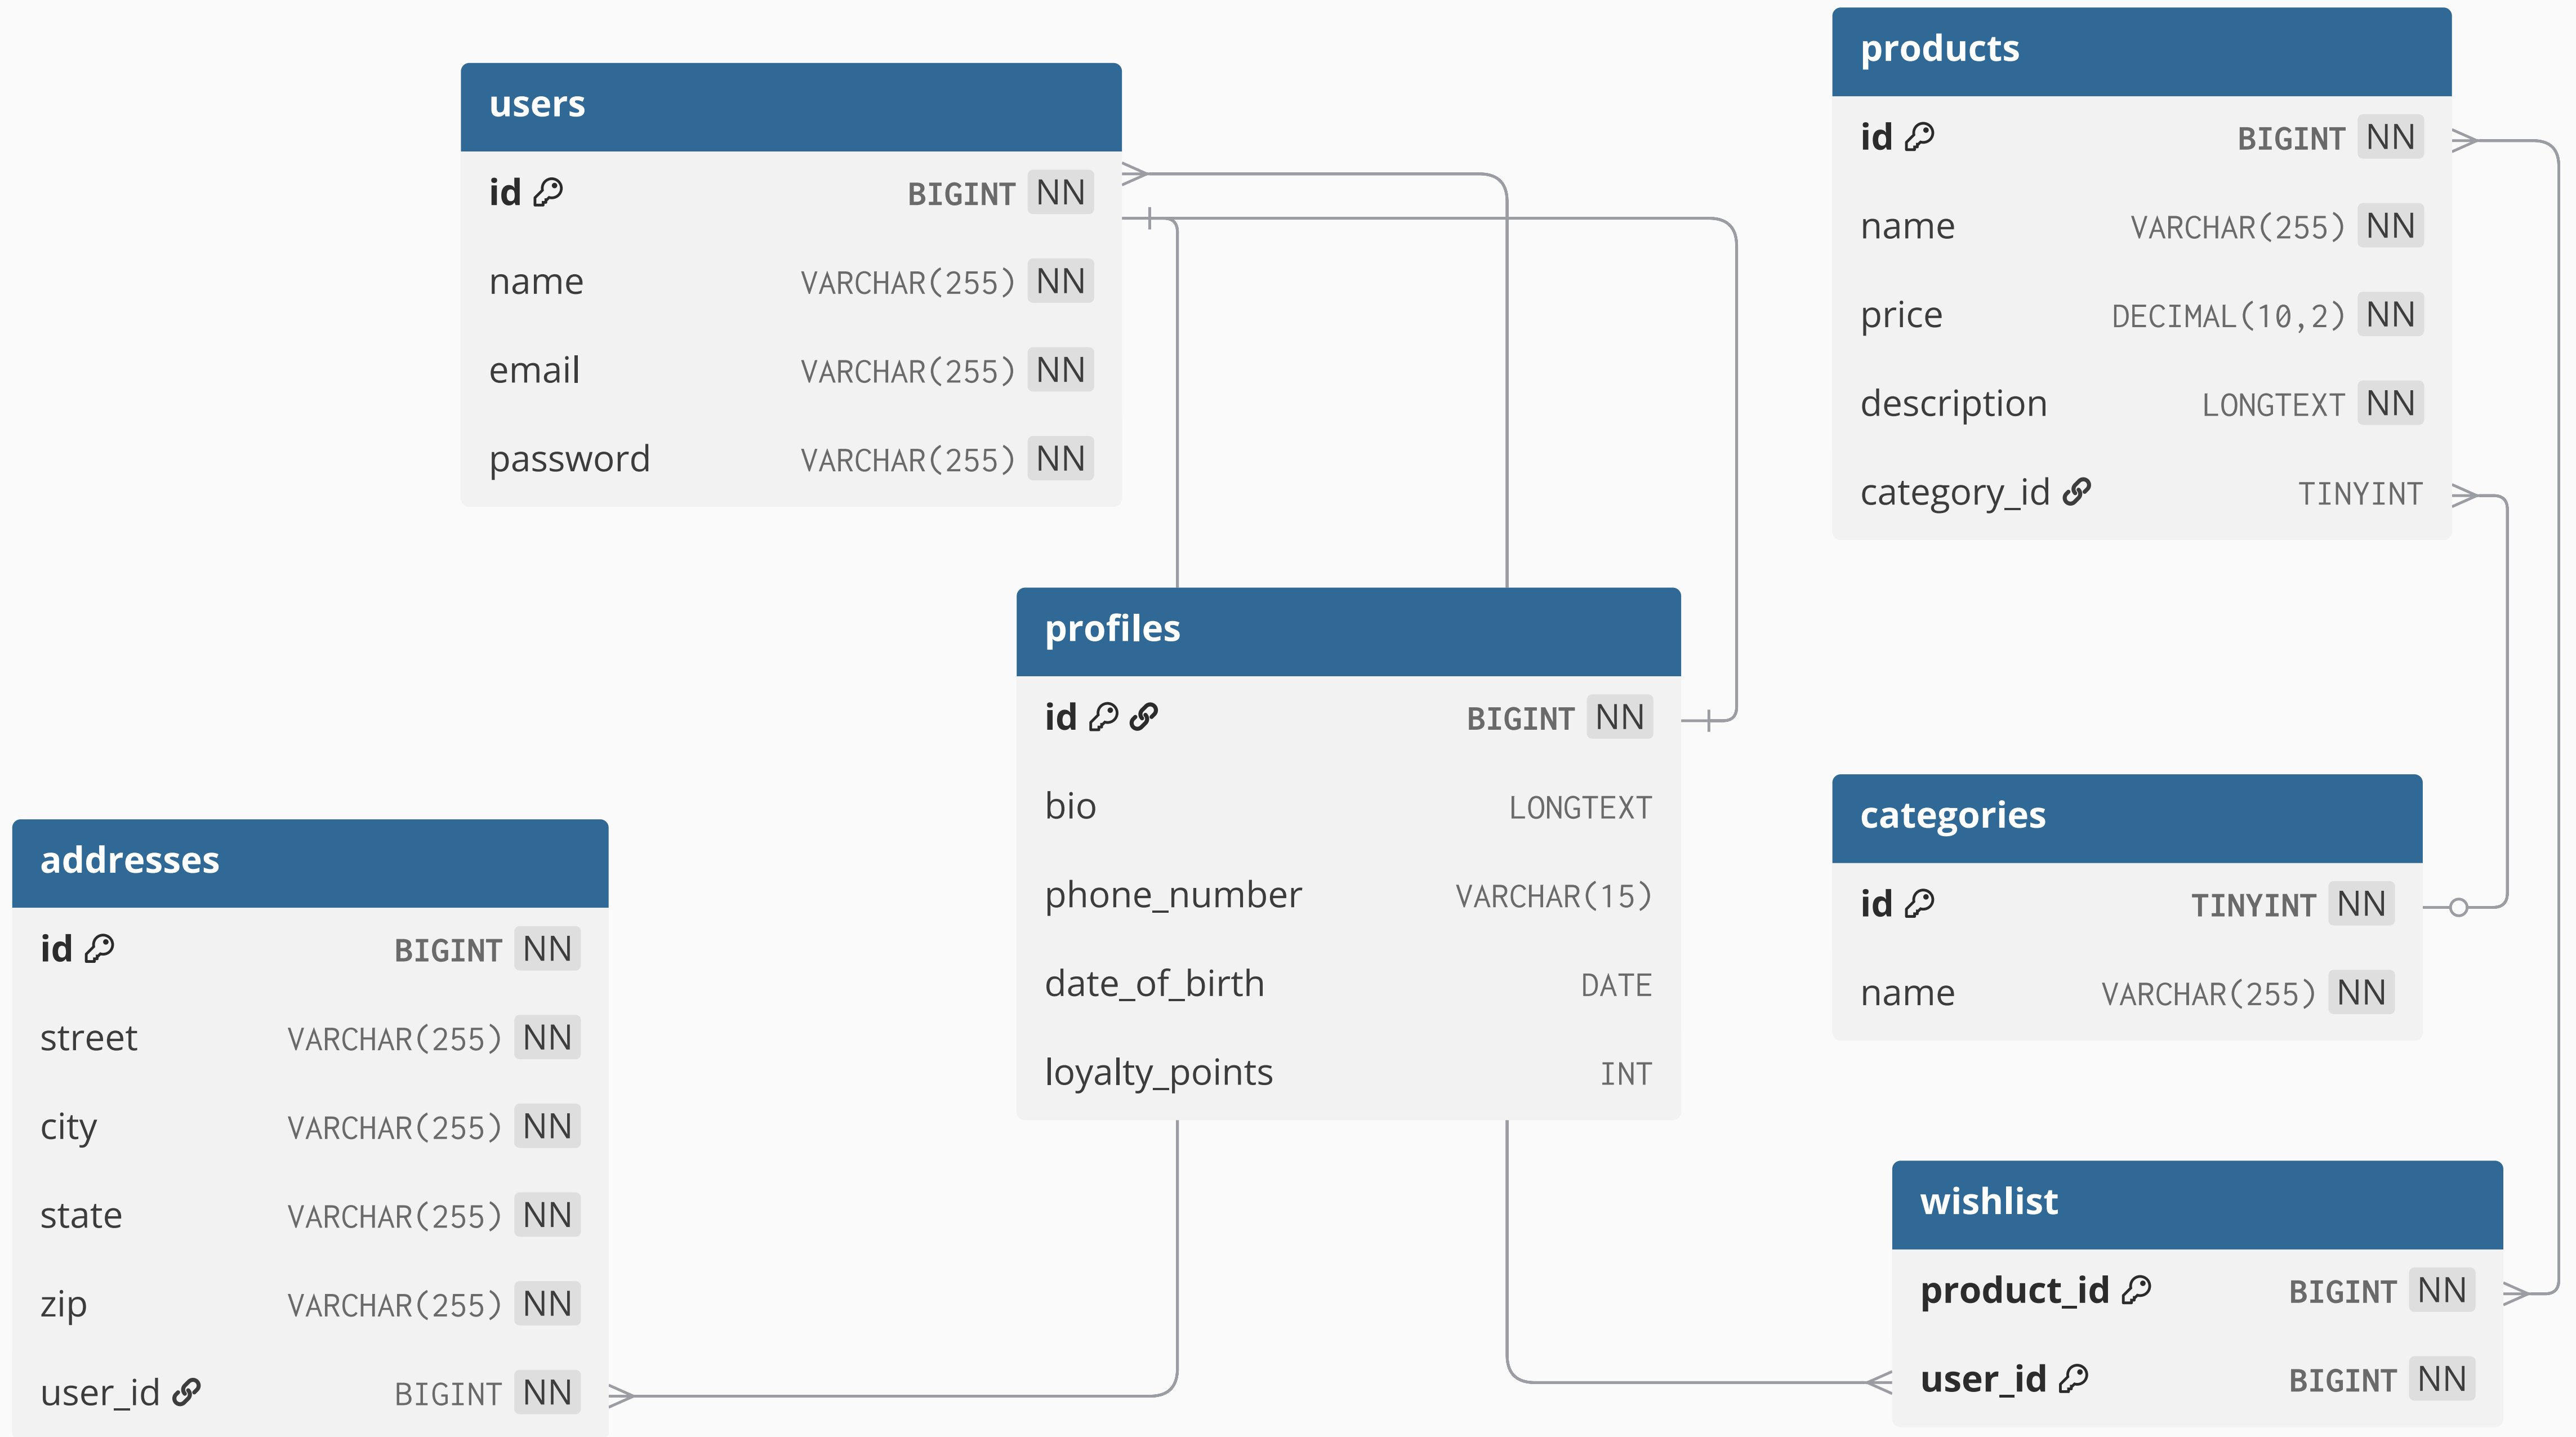 users
id BIGINT NN
name VARCHAR(255) NN
email VARCHAR(255) NN
password VARCHAR(255) NN
products
id BIGINT NN
name VARCHAR(255) NN
price DECIMAL(10,2) NN
description LONGTEXT NN
category_id TINYINT
profiles
id BIGINT NN
bio LONGTEXT
phone_number VARCHAR(15)
date_of_birth DATE
loyalty_points INT
categories
id TINYINT NN
name VARCHAR(255) NN
addresses
id BIGINT NN
street VARCHAR(255) NN
city VARCHAR(255) NN
state VARCHAR(255) NN
zip VARCHAR(255) NN
user_id BIGINT NN
wishlist
product_id BIGINT NN
user_id BIGINT NN